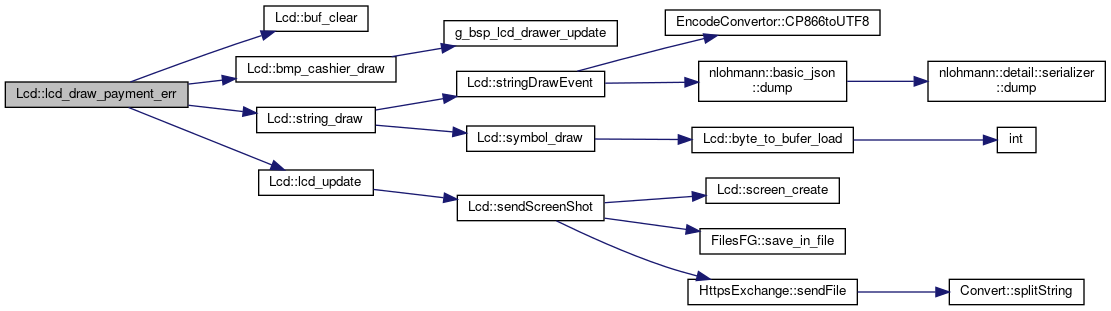 Lcd::lcd_draw_payment_err
Lcd::buf_clear
Lcd::bmp_cashier_draw
g_bsp_lcd_drawer_update
Lcd::string_draw
Lcd::stringDrawEvent
EncodeConvertor::CP866toUTF8
nlohmann::basic_json
::dump
nlohmann::detail::serializer
::dump
Lcd::symbol_draw
Lcd::byte_to_bufer_load
int
Lcd::lcd_update
Lcd::sendScreenShot
Lcd::screen_create
FilesFG::save_in_file
HttpsExchange::sendFile
Convert::splitString